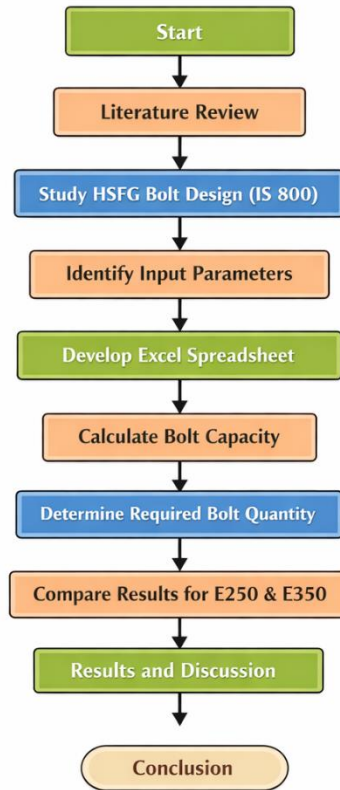 Start
Literature Review
Study HSFG Bolt Design (IS 800)
Identify Input Parameters
Develop Excel Spreadsheet
Calculate Bolt Capacity
Determine Required Bolt Quantity
Compare Results for E250 & E350
Results and Discussion
Conclusion